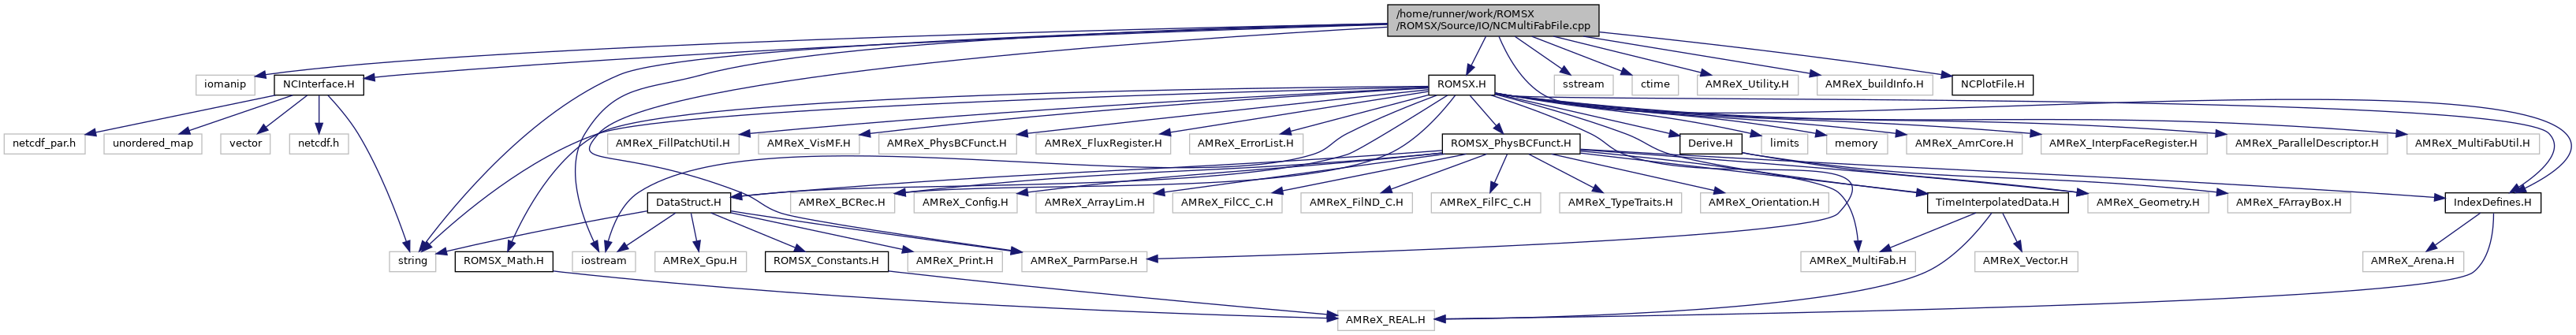 /home/runner/work/ROMSX
/ROMSX/Source/IO/NCMultiFabFile.cpp
iomanip
NCInterface.H
ROMSX.H
sstream
ctime
AMReX_Utility.H
AMReX_buildInfo.H
NCPlotFile.H
netcdf_par.h
unordered_map
vector
netcdf.h
AMReX_FillPatchUtil.H
AMReX_VisMF.H
AMReX_PhysBCFunct.H
AMReX_FluxRegister.H
AMReX_ErrorList.H
ROMSX_PhysBCFunct.H
Derive.H
limits
memory
AMReX_AmrCore.H
AMReX_InterpFaceRegister.H
AMReX_ParallelDescriptor.H
AMReX_MultiFabUtil.H
DataStruct.H
AMReX_BCRec.H
AMReX_Config.H
AMReX_ArrayLim.H
AMReX_FilCC_C.H
AMReX_FilND_C.H
AMReX_FilFC_C.H
AMReX_TypeTraits.H
AMReX_Orientation.H
TimeInterpolatedData.H
AMReX_Geometry.H
AMReX_FArrayBox.H
IndexDefines.H
string
ROMSX_Math.H
iostream
AMReX_Gpu.H
ROMSX_Constants.H
AMReX_Print.H
AMReX_ParmParse.H
AMReX_MultiFab.H
AMReX_Vector.H
AMReX_Arena.H
AMReX_REAL.H